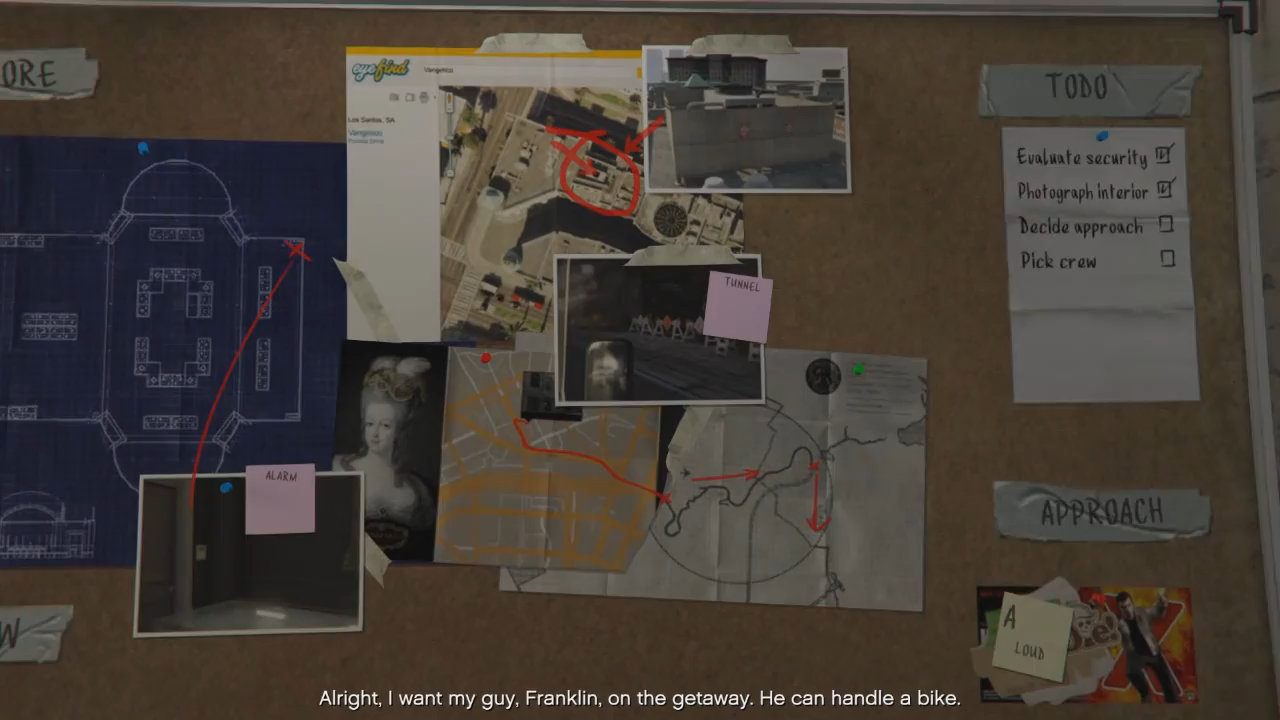 ORE
eyefind
Vangelico
Los Santos, SA
Vangelico
TODO
Evaluate security
Photograph interior
Decide approach
Pick crew
TUNNEL
ALARM
APPROACH
W
A
LOUD
Alright, I want my guy, Franklin, on the getaway. He can handle a bike.